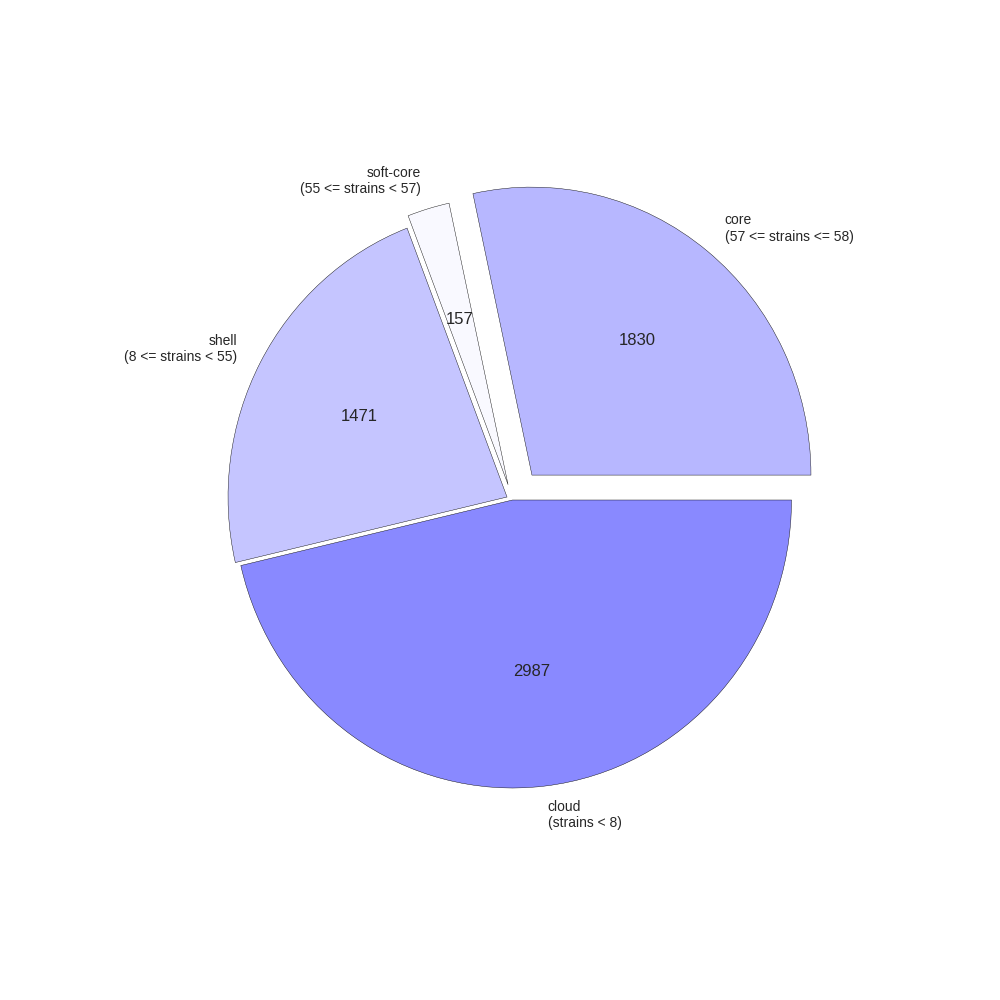 soft-core
(55 <= strains < 57)
core
(57 <= strains <= 58)
157
1830
shell
(8 <= strains < 55)
1471
2987
cloud
(strains < 8)